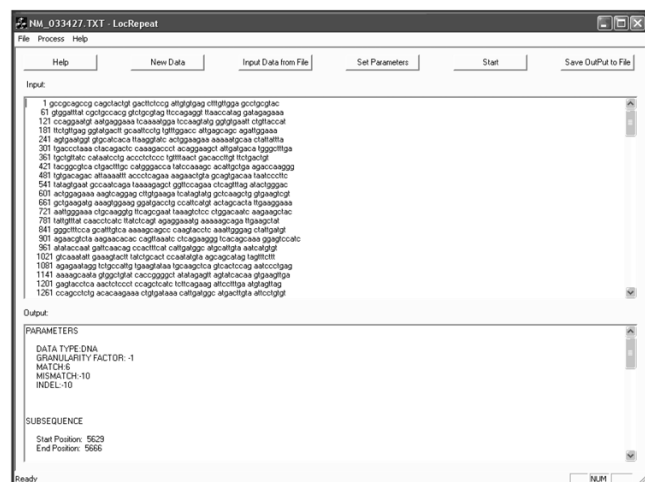 NM_033427.TXT - LocRepeat
File Process Help
Help New Data Input Data from File Set Parameters Start Save OutPut to File
Input:
1 gccgcagccg cagctactgt gacttctccg attgtgtgag ctttgttgga gcctgcgtac
61 gtggatttat cgctgccacg gtctgcgtag ttccagaggt ttaaccatag gatagagaaa
121 ccaggaatgt aatgaggaaa tcaaaatgga tccaagtatg ggtgtgaatt ctgttaccat
181 ttctgttgag ggtatgactt gcaattcctg tgtttggacc attgagcagc agattggaaa
241 agtgaatggt gtgcatcaca ttaaggtatc actggaagaa aaaaatgcaa ctattattta
301 tgaccctaaa ctacagactc caaagaccct acaggaagct attgatgaca tgggctttga
361 tgctgttatc cataatcctg accctctccc tgttttaact gacaccttgt ttctgactgt
421 tacggcgtca ctgactttgc catgggacca tatccaaagc acattgctga agaccaaggg
481 tgtgacagac attaaaattt accctcagaa aagaactgta gcagtgacaa taatcccttc
541 tatagtgaat gccaatcaga taaaagagct ggttccagaa ctcagtttag atactgggac
601 actggagaaa aagtcaggag cttgtgaaga tcatagtatg gctcaagctg gtgaagtcgt
661 gctgaagatg aaagtggaag ggatgacctg ccattcatgt actagcacta ttgaaggaaa
721 aattgggaaa ctgcaaggtg ttcagcgaat taaagtctcc ctggacaatc aagaagctac
781 tattgtttat caacctcatc ttatctcagt agaggaaatg aaaaagcaga ttgaagctat
841 gggctttcca gcatttgtca aaaagcagcc caagtacctc aaattgggag ctattgatgt
901 agaacgtcta aagaacacac cagttaaatc ctcagaaggg tcacagcaaa ggagtccatc
961 atataccaat gattcaacag ccactttcat cattgatggc atgcattgta aatcatgtgt
1021 gtcaaatatt gaaagtactt tatctgcact ccaatatgta agcagcatag tagtttcttt
1081 agagaatagg tctgccattg tgaagtataa tgcaagctca gtcactccag aatccctgag
1141 aaaagcaata gtggctgtat caccggggct atatagagtt agtatcacaa gtgaagttga
1201 gagtacctca aactctccct ccagctcatc tctttcagaag attcctttga atgtagttag
1261 ccagcctctg acacaagaaa ctgtgataaa cattgatggc atgacttgta attcctgtgt
Output:
PARAMETERS
DATA TYPE:DNA
GRANULARITY FACTOR: -1
MATCH:6
MISMATCH:-10
INDEL:-10
SUBSEQUENCE
Start Position: 5629
End Position: 5666
Ready NUM